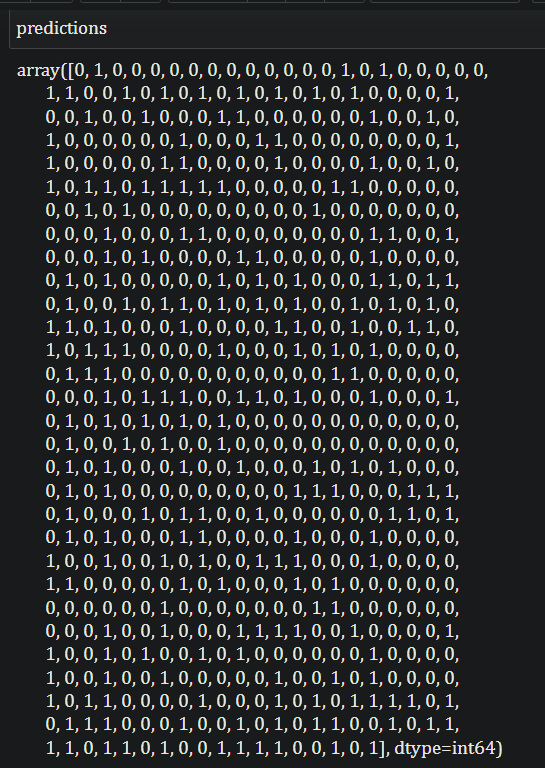 predictions
array([0, 1, 0, 0, 0, 0, 0, 0, 0, 0, 0, 0, 0, 0, 1, 0, 1, 0, 0, 0, 0, 0,
1, 1, 0, 0, 1, 0, 1, 0, 1, 0, 1, 0, 1, 0, 1, 0, 0, 0, 0, 1,
0, 0, 1, 0, 0, 1, 0, 0, 0, 1, 1, 0, 0, 0, 0, 0, 0, 1, 0, 0, 1, 0,
1, 0, 0, 0, 0, 0, 0, 1, 0, 0, 0, 1, 1, 0, 0, 0, 0, 0, 0, 0, 0, 1,
1, 0, 0, 0, 0, 0, 1, 1, 0, 0, 0, 0, 1, 0, 0, 0, 0, 1, 0, 0, 1, 0,
1, 0, 1, 1, 0, 1, 1, 1, 1, 1, 0, 0, 0, 0, 0, 1, 1, 0, 0, 0, 0, 0,
0, 0, 1, 0, 1, 0, 0, 0, 0, 0, 0, 0, 0, 0, 1, 0, 0, 0, 0, 0, 0, 0,
0, 0, 0, 1, 0, 0, 0, 1, 1, 0, 0, 0, 0, 0, 0, 0, 0, 1, 1, 0, 0, 1,
0, 0, 0, 1, 0, 1, 0, 0, 0, 0, 1, 1, 0, 0, 0, 0, 0, 1, 0, 0, 0, 0,
0, 1, 0, 1, 0, 0, 0, 0, 0, 1, 0, 1, 0, 1, 0, 0, 0, 1, 1, 0, 1, 1,
0, 1, 0, 0, 1, 0, 1, 1, 0, 1, 0, 1, 0, 1, 0, 0, 1, 0, 1, 0, 1, 0,
1, 1, 0, 1, 0, 0, 0, 1, 0, 0, 0, 0, 1, 1, 0, 0, 1, 0, 0, 1, 1, 0,
1, 0, 1, 1, 1, 0, 0, 0, 0, 1, 0, 0, 0, 1, 0, 1, 0, 1, 0, 0, 0, 0,
0, 1, 1, 1, 0, 0, 0, 0, 0, 0, 0, 0, 0, 0, 0, 1, 1, 0, 0, 0, 0, 0,
0, 0, 0, 1, 0, 1, 1, 1, 0, 0, 1, 1, 0, 1, 0, 0, 0, 1, 0, 0, 0, 1,
0, 1, 0, 1, 0, 1, 0, 1, 0, 1, 0, 0, 0, 0, 0, 0, 0, 0, 0, 0, 0, 0,
0, 1, 0, 0, 1, 0, 1, 0, 0, 1, 0, 0, 0, 0, 0, 0, 0, 0, 0, 0, 0, 0,
0, 1, 0, 1, 0, 0, 0, 1, 0, 0, 1, 0, 0, 0, 1, 0, 1, 0, 1, 0, 0, 0,
0, 1, 0, 1, 0, 0, 0, 0, 0, 0, 0, 0, 0, 1, 1, 1, 0, 0, 0, 1, 1, 1,
0, 1, 0, 0, 0, 1, 0, 1, 1, 0, 0, 1, 0, 0, 0, 0, 0, 0, 1, 1, 0, 1,
0, 1, 0, 1, 0, 0, 0, 1, 1, 0, 0, 0, 0, 1, 0, 0, 0, 1, 0, 0, 0, 0,
1, 0, 0, 1, 0, 0, 1, 0, 1, 0, 0, 1, 1, 1, 0, 0, 0, 1, 0, 0, 0, 0,
1, 1, 0, 0, 0, 0, 0, 1, 0, 1, 0, 0, 0, 1, 0, 1, 0, 0, 0, 0, 0, 0,
0, 0, 0, 0, 0, 0, 1, 0, 0, 0, 0, 0, 0, 0, 1, 1, 0, 0, 0, 0, 0, 0,
0, 0, 0, 1, 0, 0, 1, 0, 0, 0, 1, 1, 1, 1, 0, 0, 1, 0, 0, 0, 0, 1,
1, 0, 0, 1, 0, 1, 0, 0, 1, 0, 1, 0, 0, 0, 0, 0, 0, 1, 0, 0, 0, 0,
1, 0, 0, 1, 0, 0, 1, 0, 0, 0, 0, 0, 1, 0, 0, 1, 0, 1, 0, 0, 0, 0,
1, 0, 1, 1, 0, 0, 0, 0, 1, 0, 0, 0, 1, 0, 1, 0, 1, 1, 1, 1, 0, 1,
0, 1, 1, 1, 0, 0, 0, 1, 0, 0, 1, 0, 1, 0, 1, 1, 0, 0, 1, 0, 1, 1,
1, 1, 0, 1, 1, 0, 1, 0, 0, 1, 1, 1, 1, 0, 0, 1, 0, 1], dtype=int64)